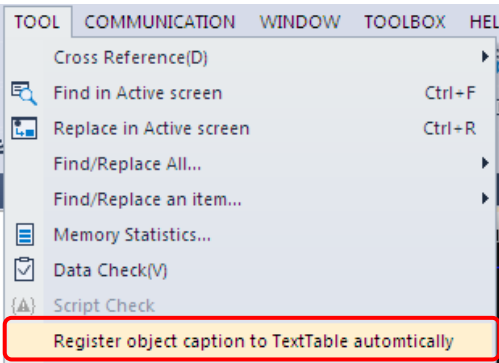 TOOL COMMUNICATION WINDOW TOOLBOX HEL
Cross Reference(D)
Find in Active screen Ctrl+F
Replace in Active screen Ctrl+R
Find/Replace All...
Find/Replace an item...
Memory Statistics...
Data Check(V)
{A} Script Check
Register object caption to TextTable automtically